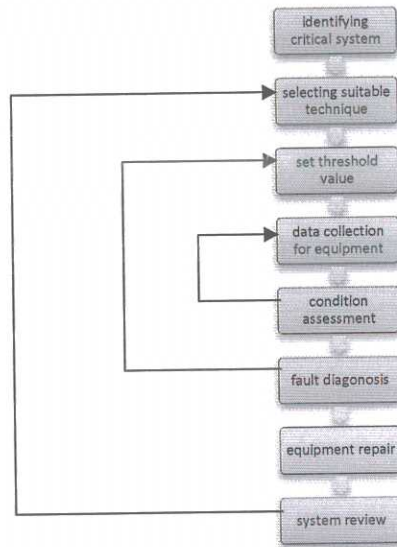 identifying
critical system
selecting suitable
technique
set threshold
value
data collection
for equipment
condition
assessment
fault diagonosis
equipment repair
system review